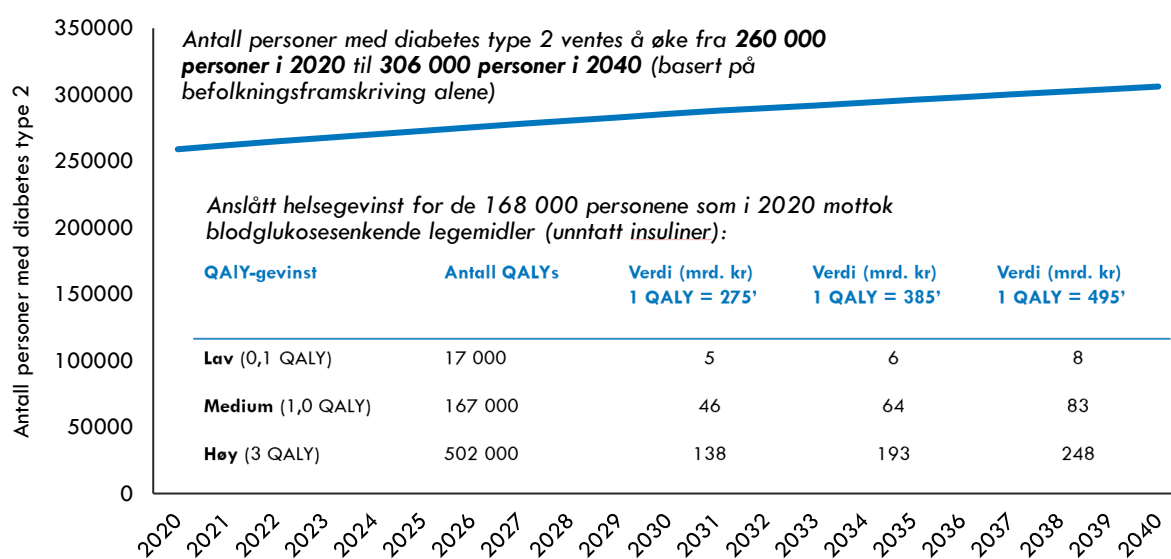 Antall personer med diabetes type 2
350000
300000
250000
200000
150000
100000
50000
0
Antall personer med diabetes type 2 ventes å øke fra 260 000
personer i 2020 til 306 000 personer i 2040 (basert på
befolkningsframskriving alene)
Anslått helsegevinst for de 168 000 personene som i 2020 mottok
blodglukosesenkende legemidler (unntatt insuliner):
QAlY-gevinst Antall QALYs Verdi (mrd. kr) Verdi (mrd. kr) Verdi (mrd. kr)
1 QALY = 275’ 1 QALY = 385’ 1 QALY = 495’
Lav (0,1 QALY) 17 000 5 6 8
Medium (1,0 QALY) 167 000 46 64 83
Høy (3 QALY) 502 000 138 193 248
2020 2021 2022 2023 2024 2025 2026 2027 2028 2029 2030 2031 2032 2033 2034 2035 2036 2037 2038 2039 2040